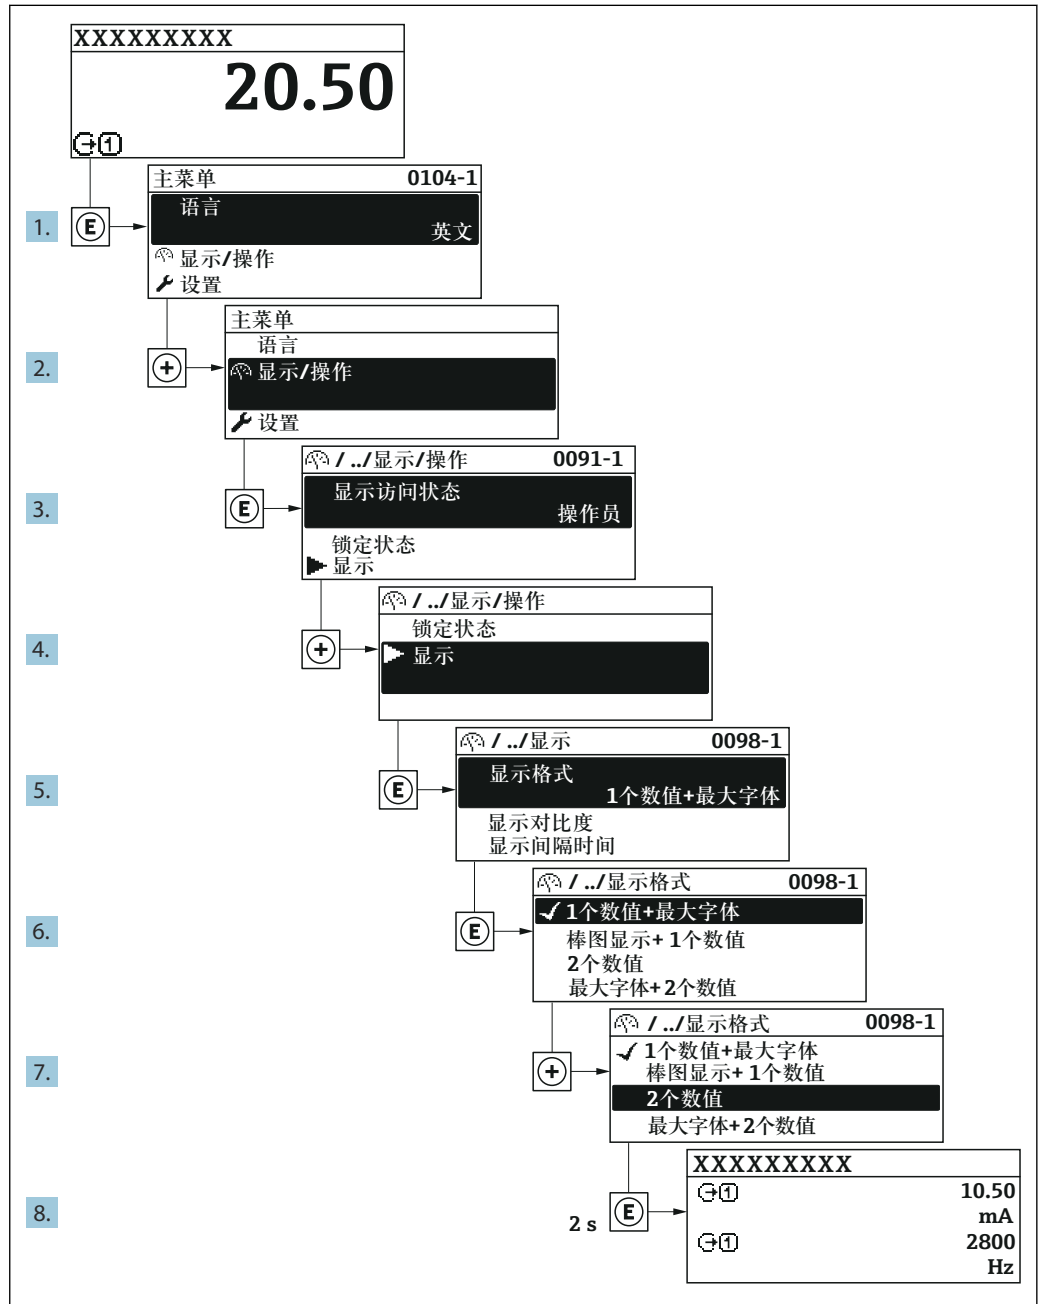 XXXXXXXXX
20.50
1
主菜单 0104-1
1. E 语言
英文
显示/操作
设置
主菜单
语言
2. + 显示/操作
设置
/ ../显示/操作 0091-1
3. E 显示访问状态
操作员
锁定状态
显示
/ ../显示/操作
锁定状态
4. + 显示
/ ../显示 0098-1
5. E 显示格式
1个数值+最大字体
显示对比度
显示间隔时间
/ ../显示格式 0098-1
1个数值+最大字体
6. E 棒图显示+ 1个数值
2个数值
最大字体+ 2个数值
/ ../显示格式 0098-1
1个数值+最大字体
7. + 棒图显示+ 1个数值
2个数值
最大字体+ 2个数值
XXXXXXXXX
1 10.50
8. 2 s E mA
1 2800
Hz